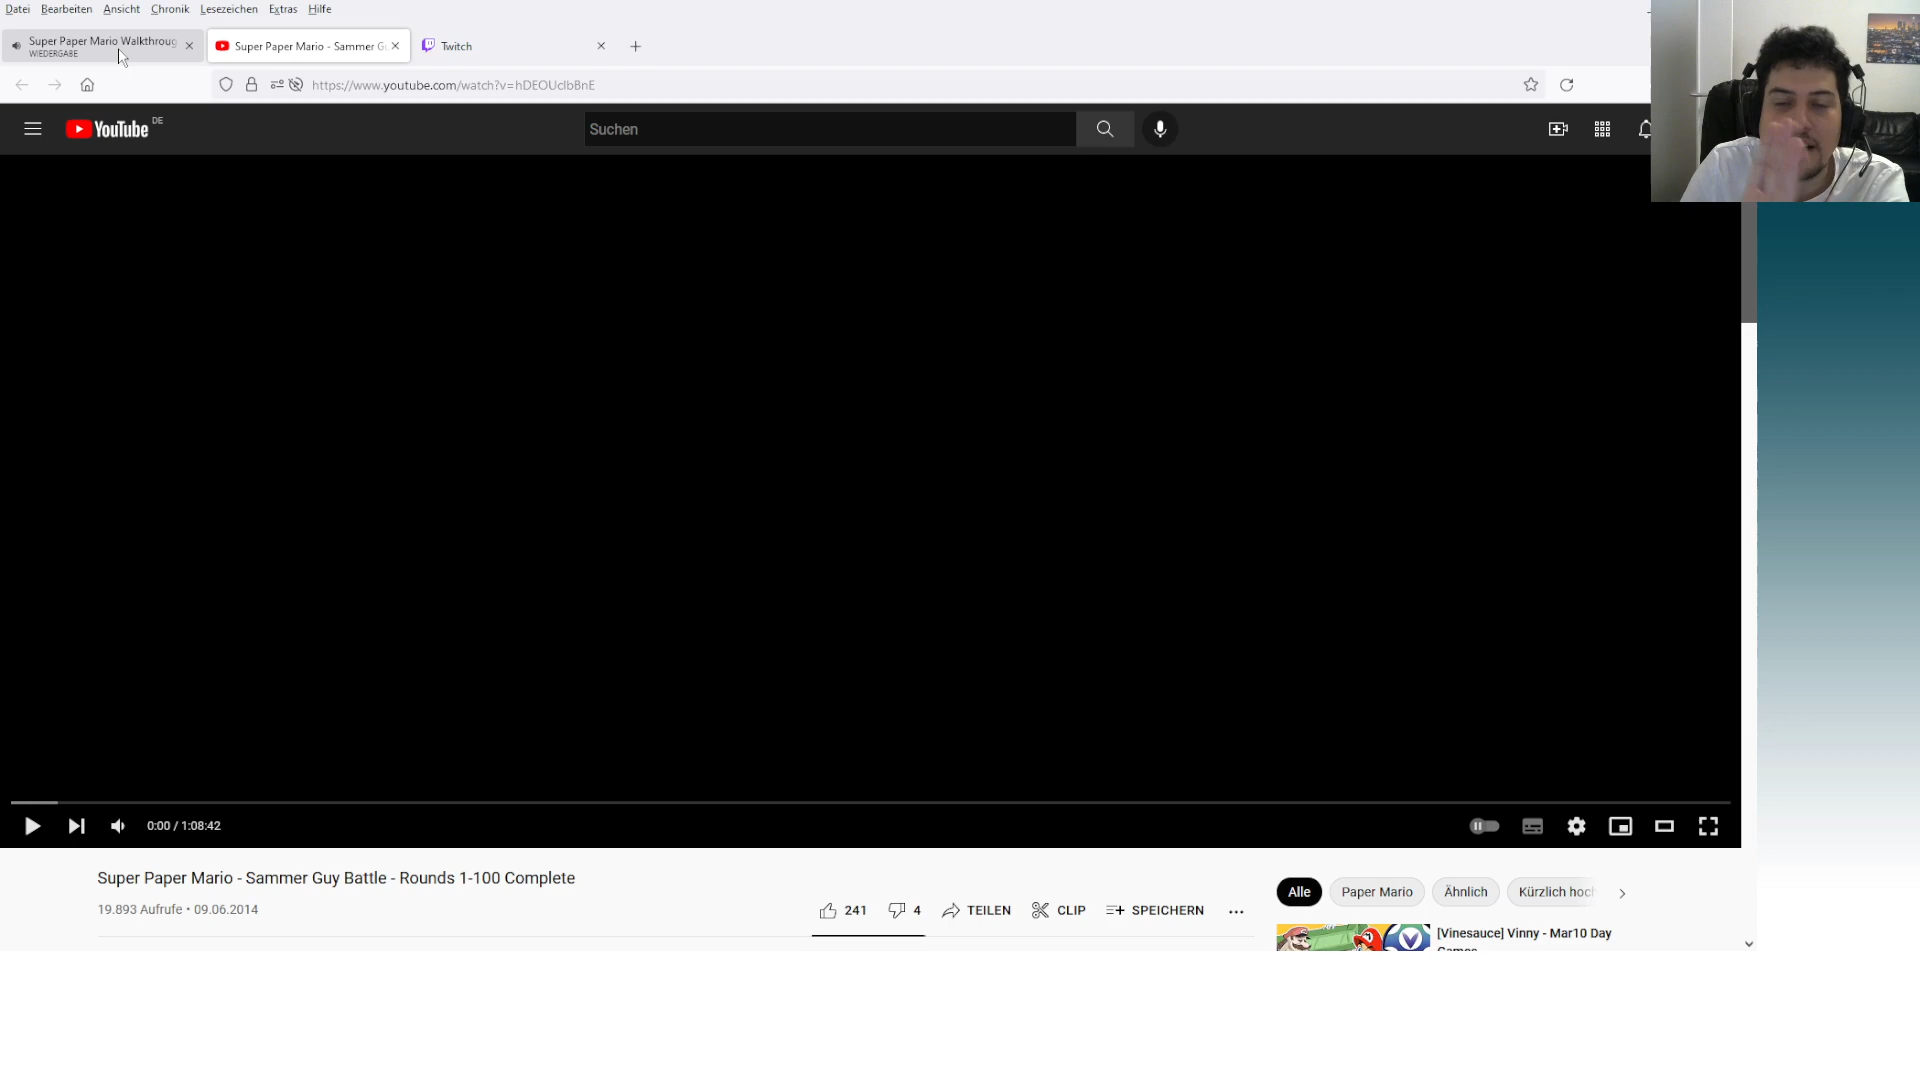 Datei Bearbeiten Ansicht Chronik Lesezeichen Extras Hilfe
Super Paper Mario Walkthroug
WIEDERGABE
Super Paper Mario - Sammer G
Twitch
https://www.youtube.com/watch?v=hDEOUclbBnE
YouTube DE
Suchen
0:00 / 1:08:42
Super Paper Mario - Sammer Guy Battle - Rounds 1-100 Complete
19.893 Aufrufe • 09.06.2014
241
4
TEILEN
CLIP
SPEICHERN
Alle
Paper Mario
Ähnlich
Kürzlich hoch
[Vinesauce] Vinny - Mar10 Day
Games